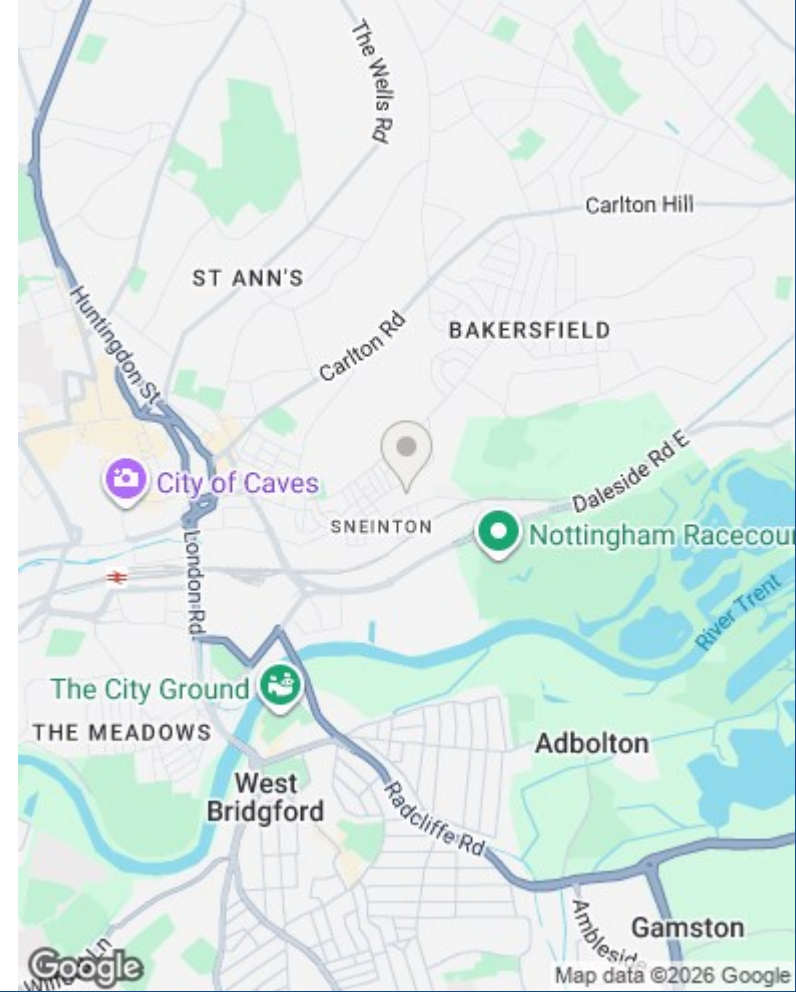 The Wells Rd
Carlton Hill
ST ANN'S
Huntingdon St
BAKERSFIELD
Carlton Rd
City of Caves
Daleside Rd E
SNEINTON
Nottingham Racecour
London Rd
River Trent
The City Ground
THE MEADOWS
Adbolton
West
Bridgford
Radcliffe Rd
Ambleside
Gamston
Google
Map data ©2026 Google